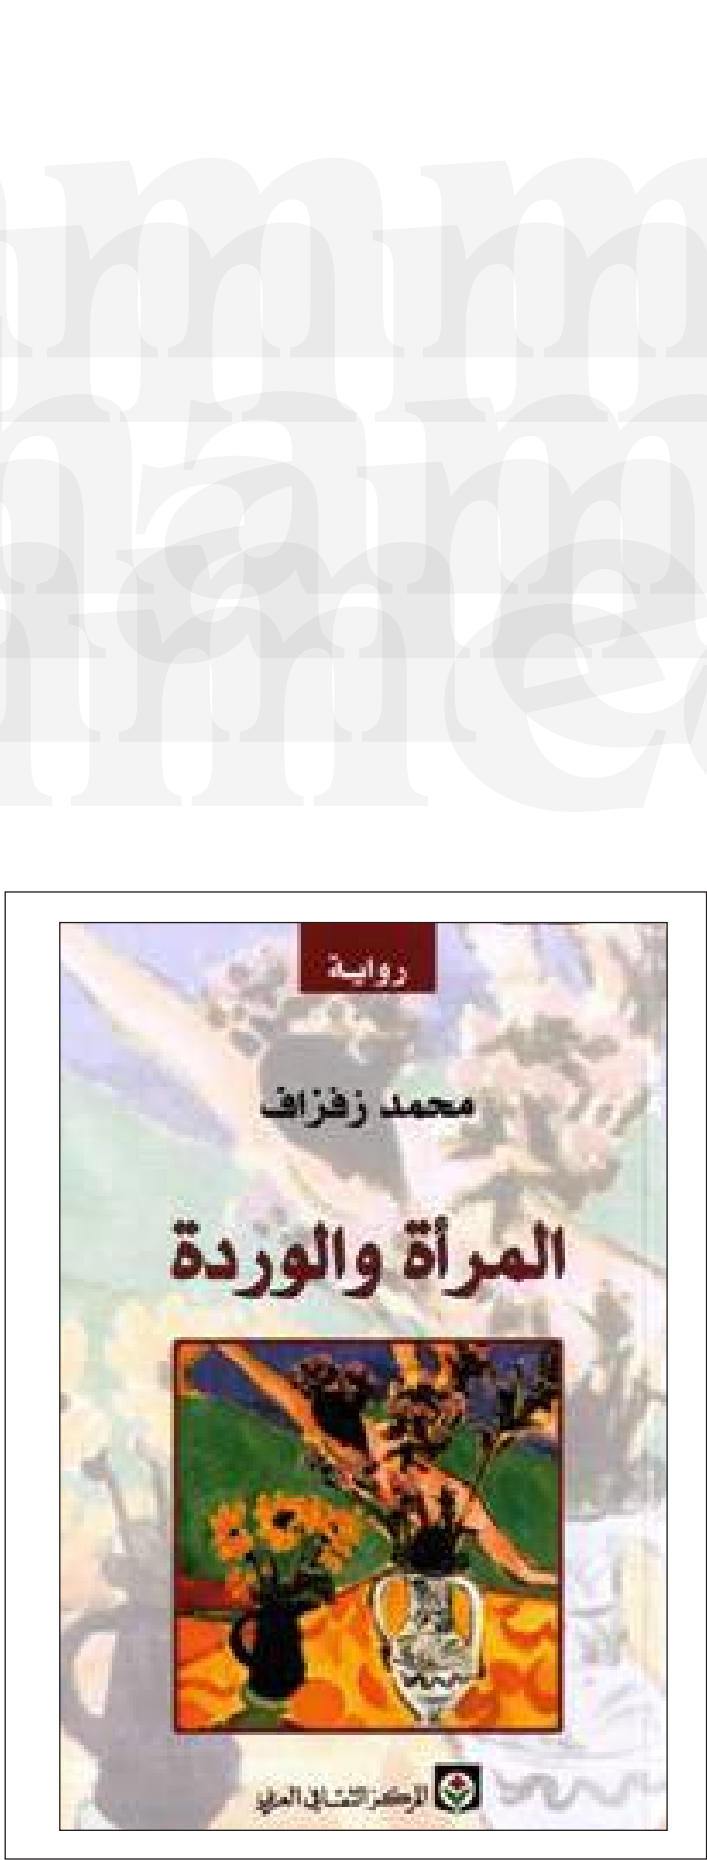 رواية
محمد زفزاف
المرأة والوردة
المركز الثقافي العربي